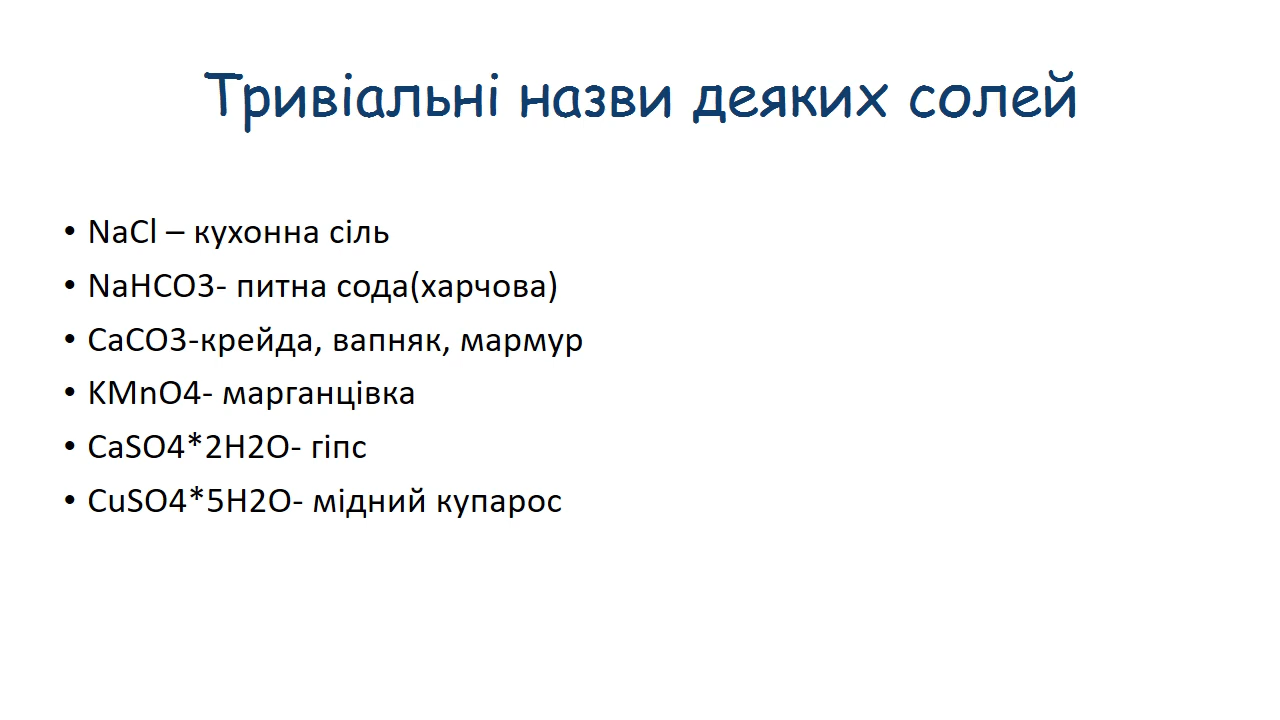 Тривіальні назви деяких солей
• NaCl – кухонна сіль
• NaHCO3- питна сода(харчова)
• CaCO3-крейда, вапняк, мармур
• KMnO4- марганцівка
• CaSO4*2H2O- гіпс
• CuSO4*5H2O- мідний купарос